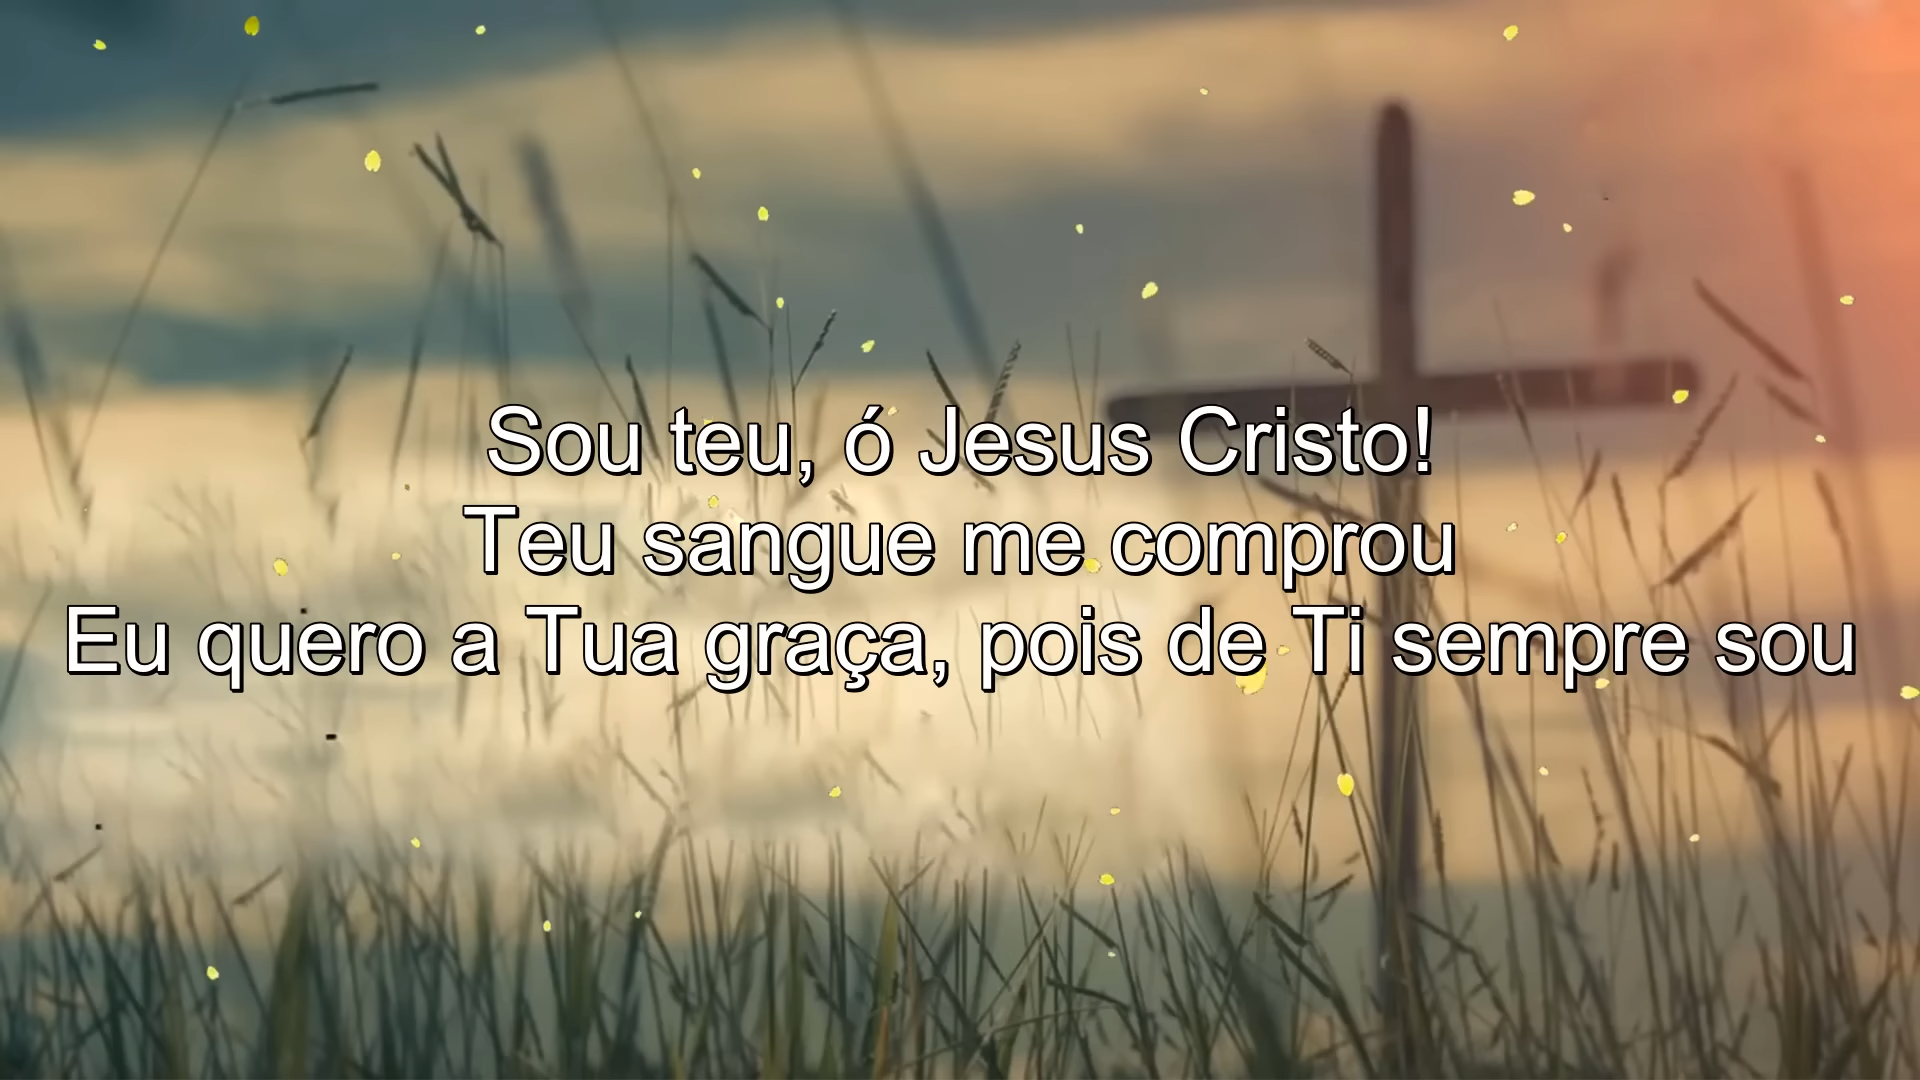 Sou teu, ó Jesus Cristo!
Teu sangue me comprou
Eu quero a Tua graça, pois de Ti sempre sou